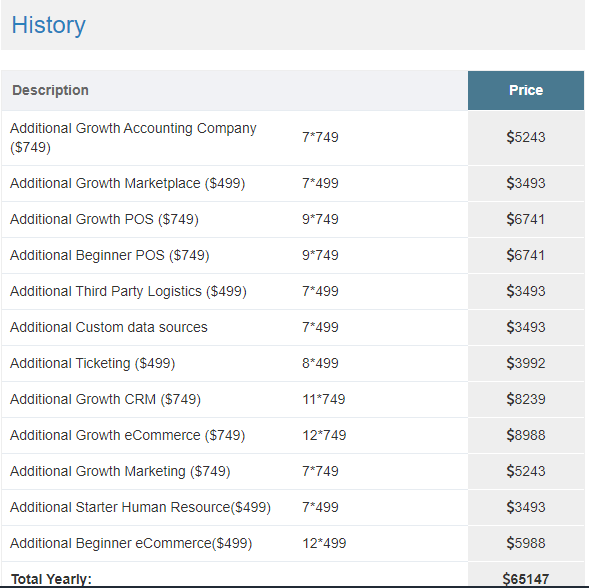 History
Description Price
Additional Growth Accounting Company
($749) 7*749 $5243
Additional Growth Marketplace ($499) 7*499 $3493
Additional Growth POS ($749) 9*749 $6741
Additional Beginner POS ($749) 9*749 $6741
Additional Third Party Logistics ($499) 7*499 $3493
Additional Custom data sources 7*499 $3493
Additional Ticketing ($499) 8*499 $3992
Additional Growth CRM ($749) 11*749 $8239
Additional Growth eCommerce ($749) 12*749 $8988
Additional Growth Marketing ($749) 7*749 $5243
Additional Starter Human Resource($499) 7*499 $3493
Additional Beginner eCommerce($499) 12*499 $5988
Total Yearly: $65147